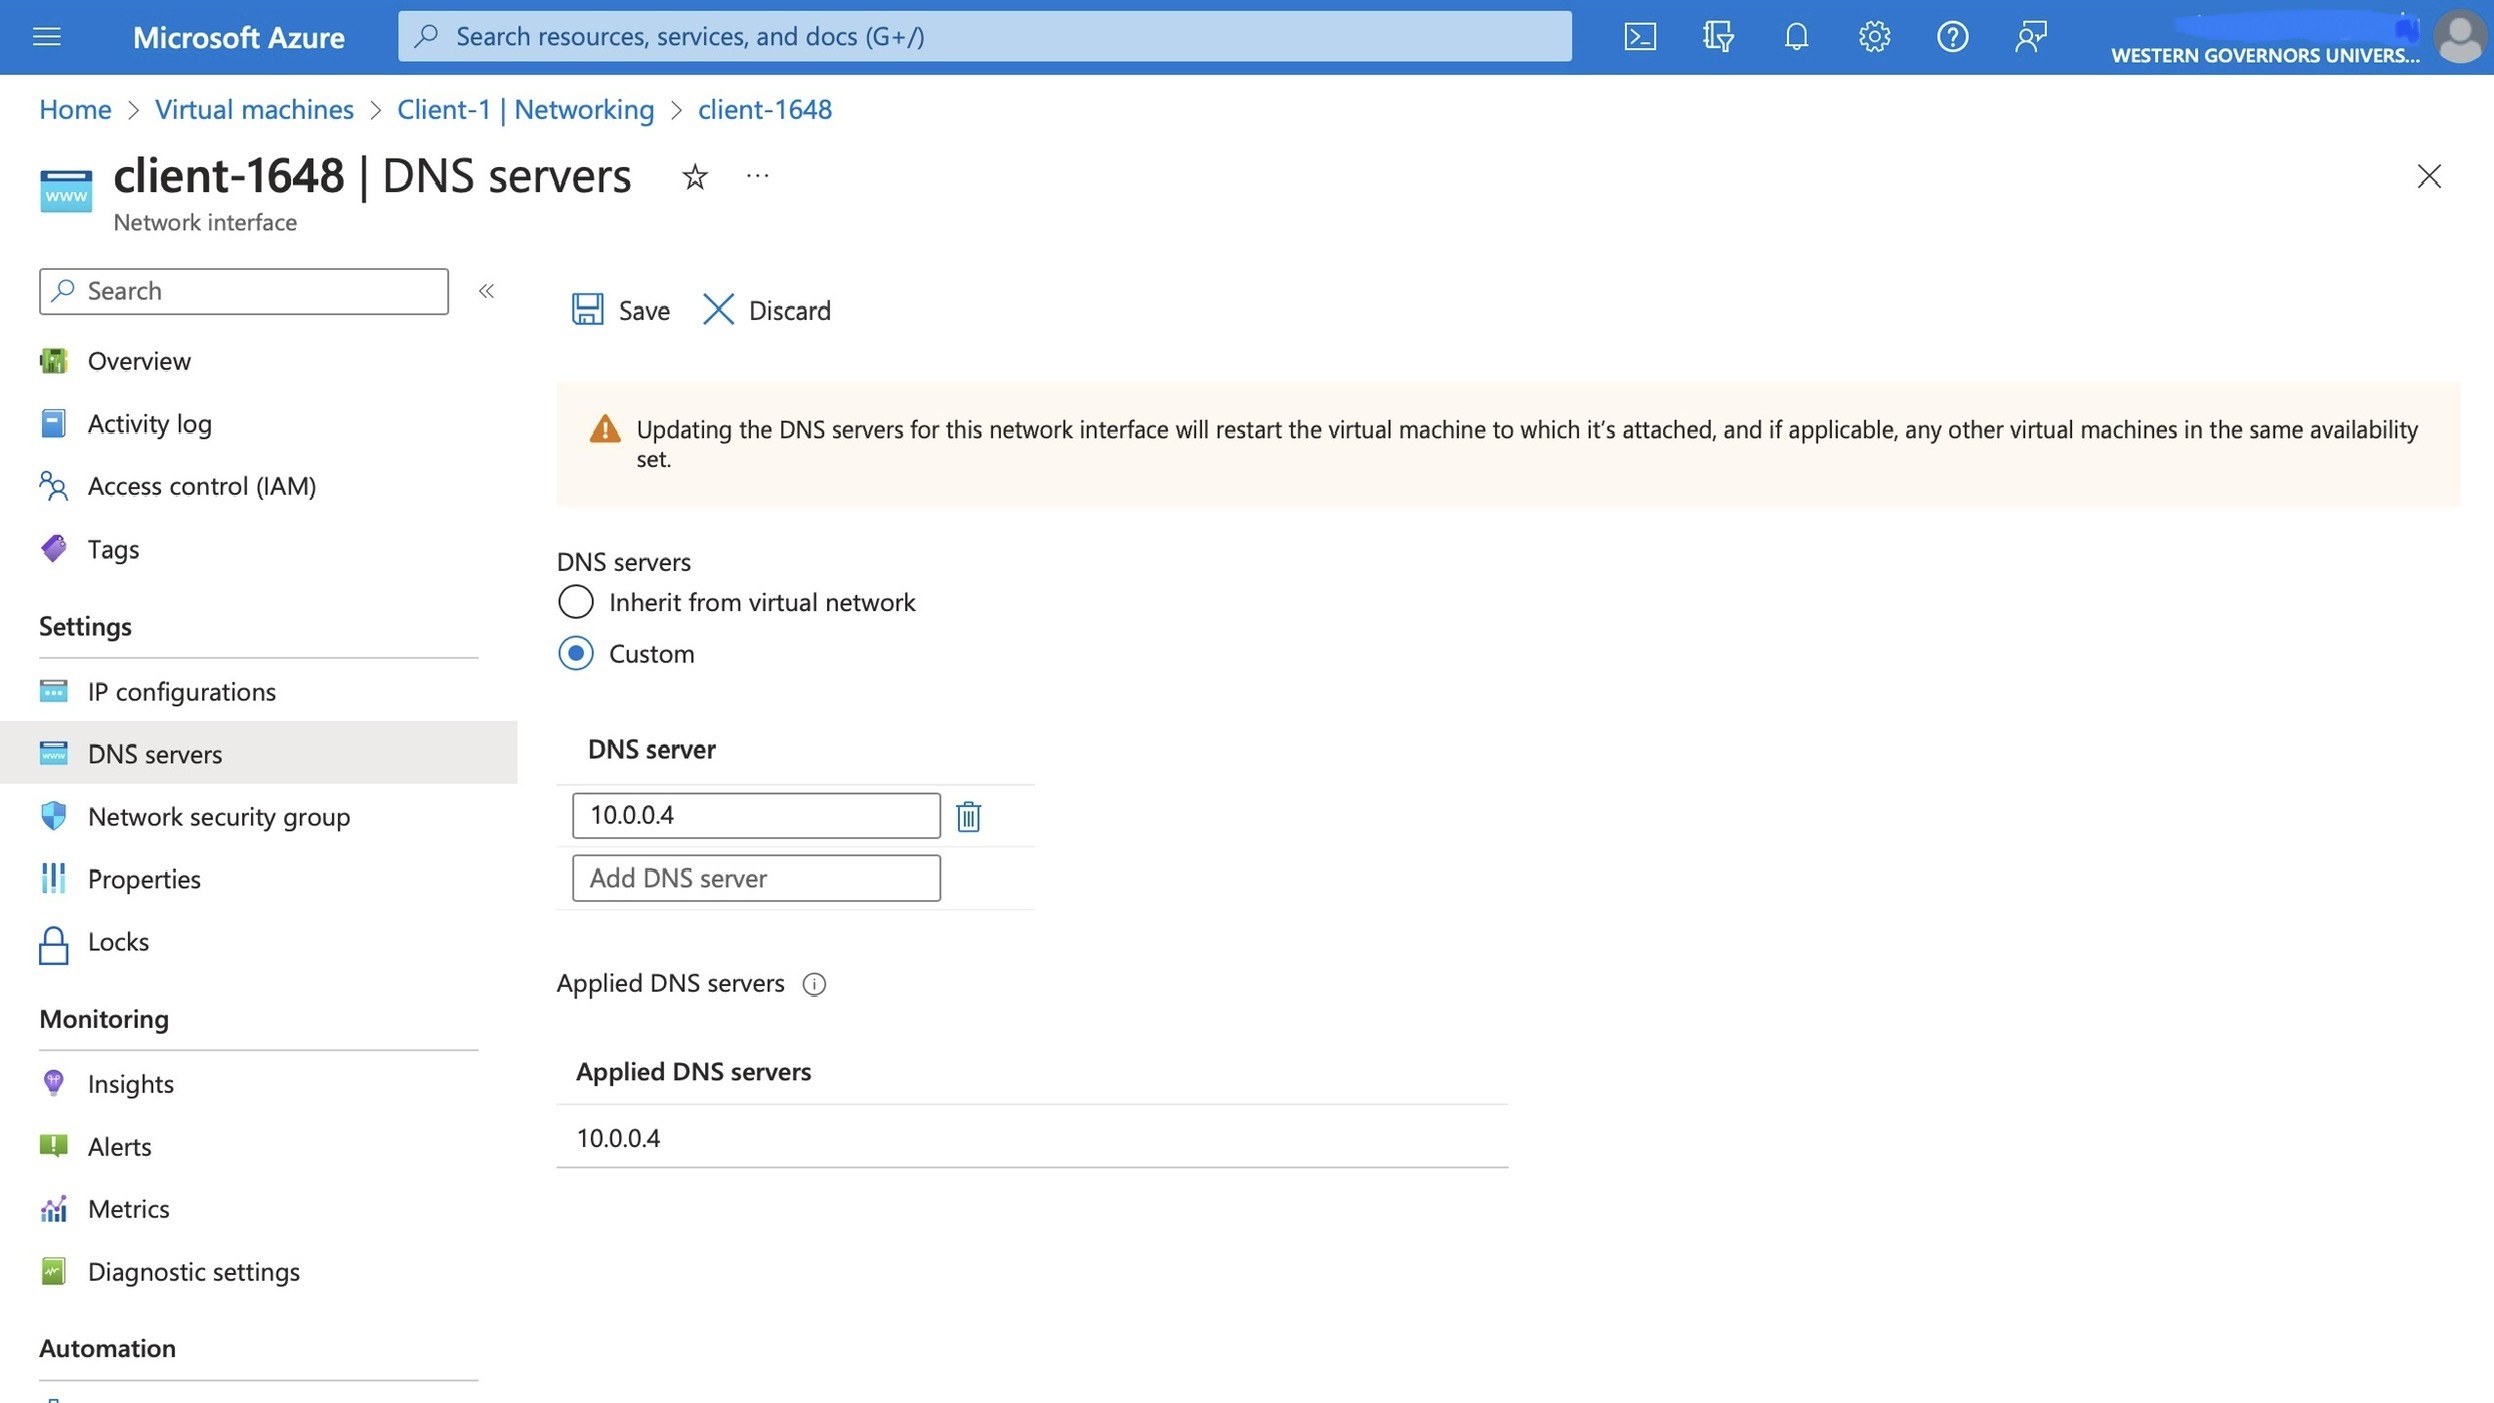 Microsoft Azure
Search resources, services, and docs (G+/)
WESTERN GOVERNORS UNIVERS...
Home > Virtual machines > Client-1 | Networking > client-1648
client-1648 | DNS servers
Network interface
Search
Overview
Activity log
Access control (IAM)
Tags
Settings
IP configurations
DNS servers
Network security group
Properties
Locks
Monitoring
Insights
Alerts
Metrics
Diagnostic settings
Automation
Save
Discard
Updating the DNS servers for this network interface will restart the virtual machine to which it’s attached, and if applicable, any other virtual machines in the same availability
set.
DNS servers
Inherit from virtual network
Custom
DNS server
10.0.0.4
Add DNS server
Applied DNS servers
Applied DNS servers
10.0.0.4